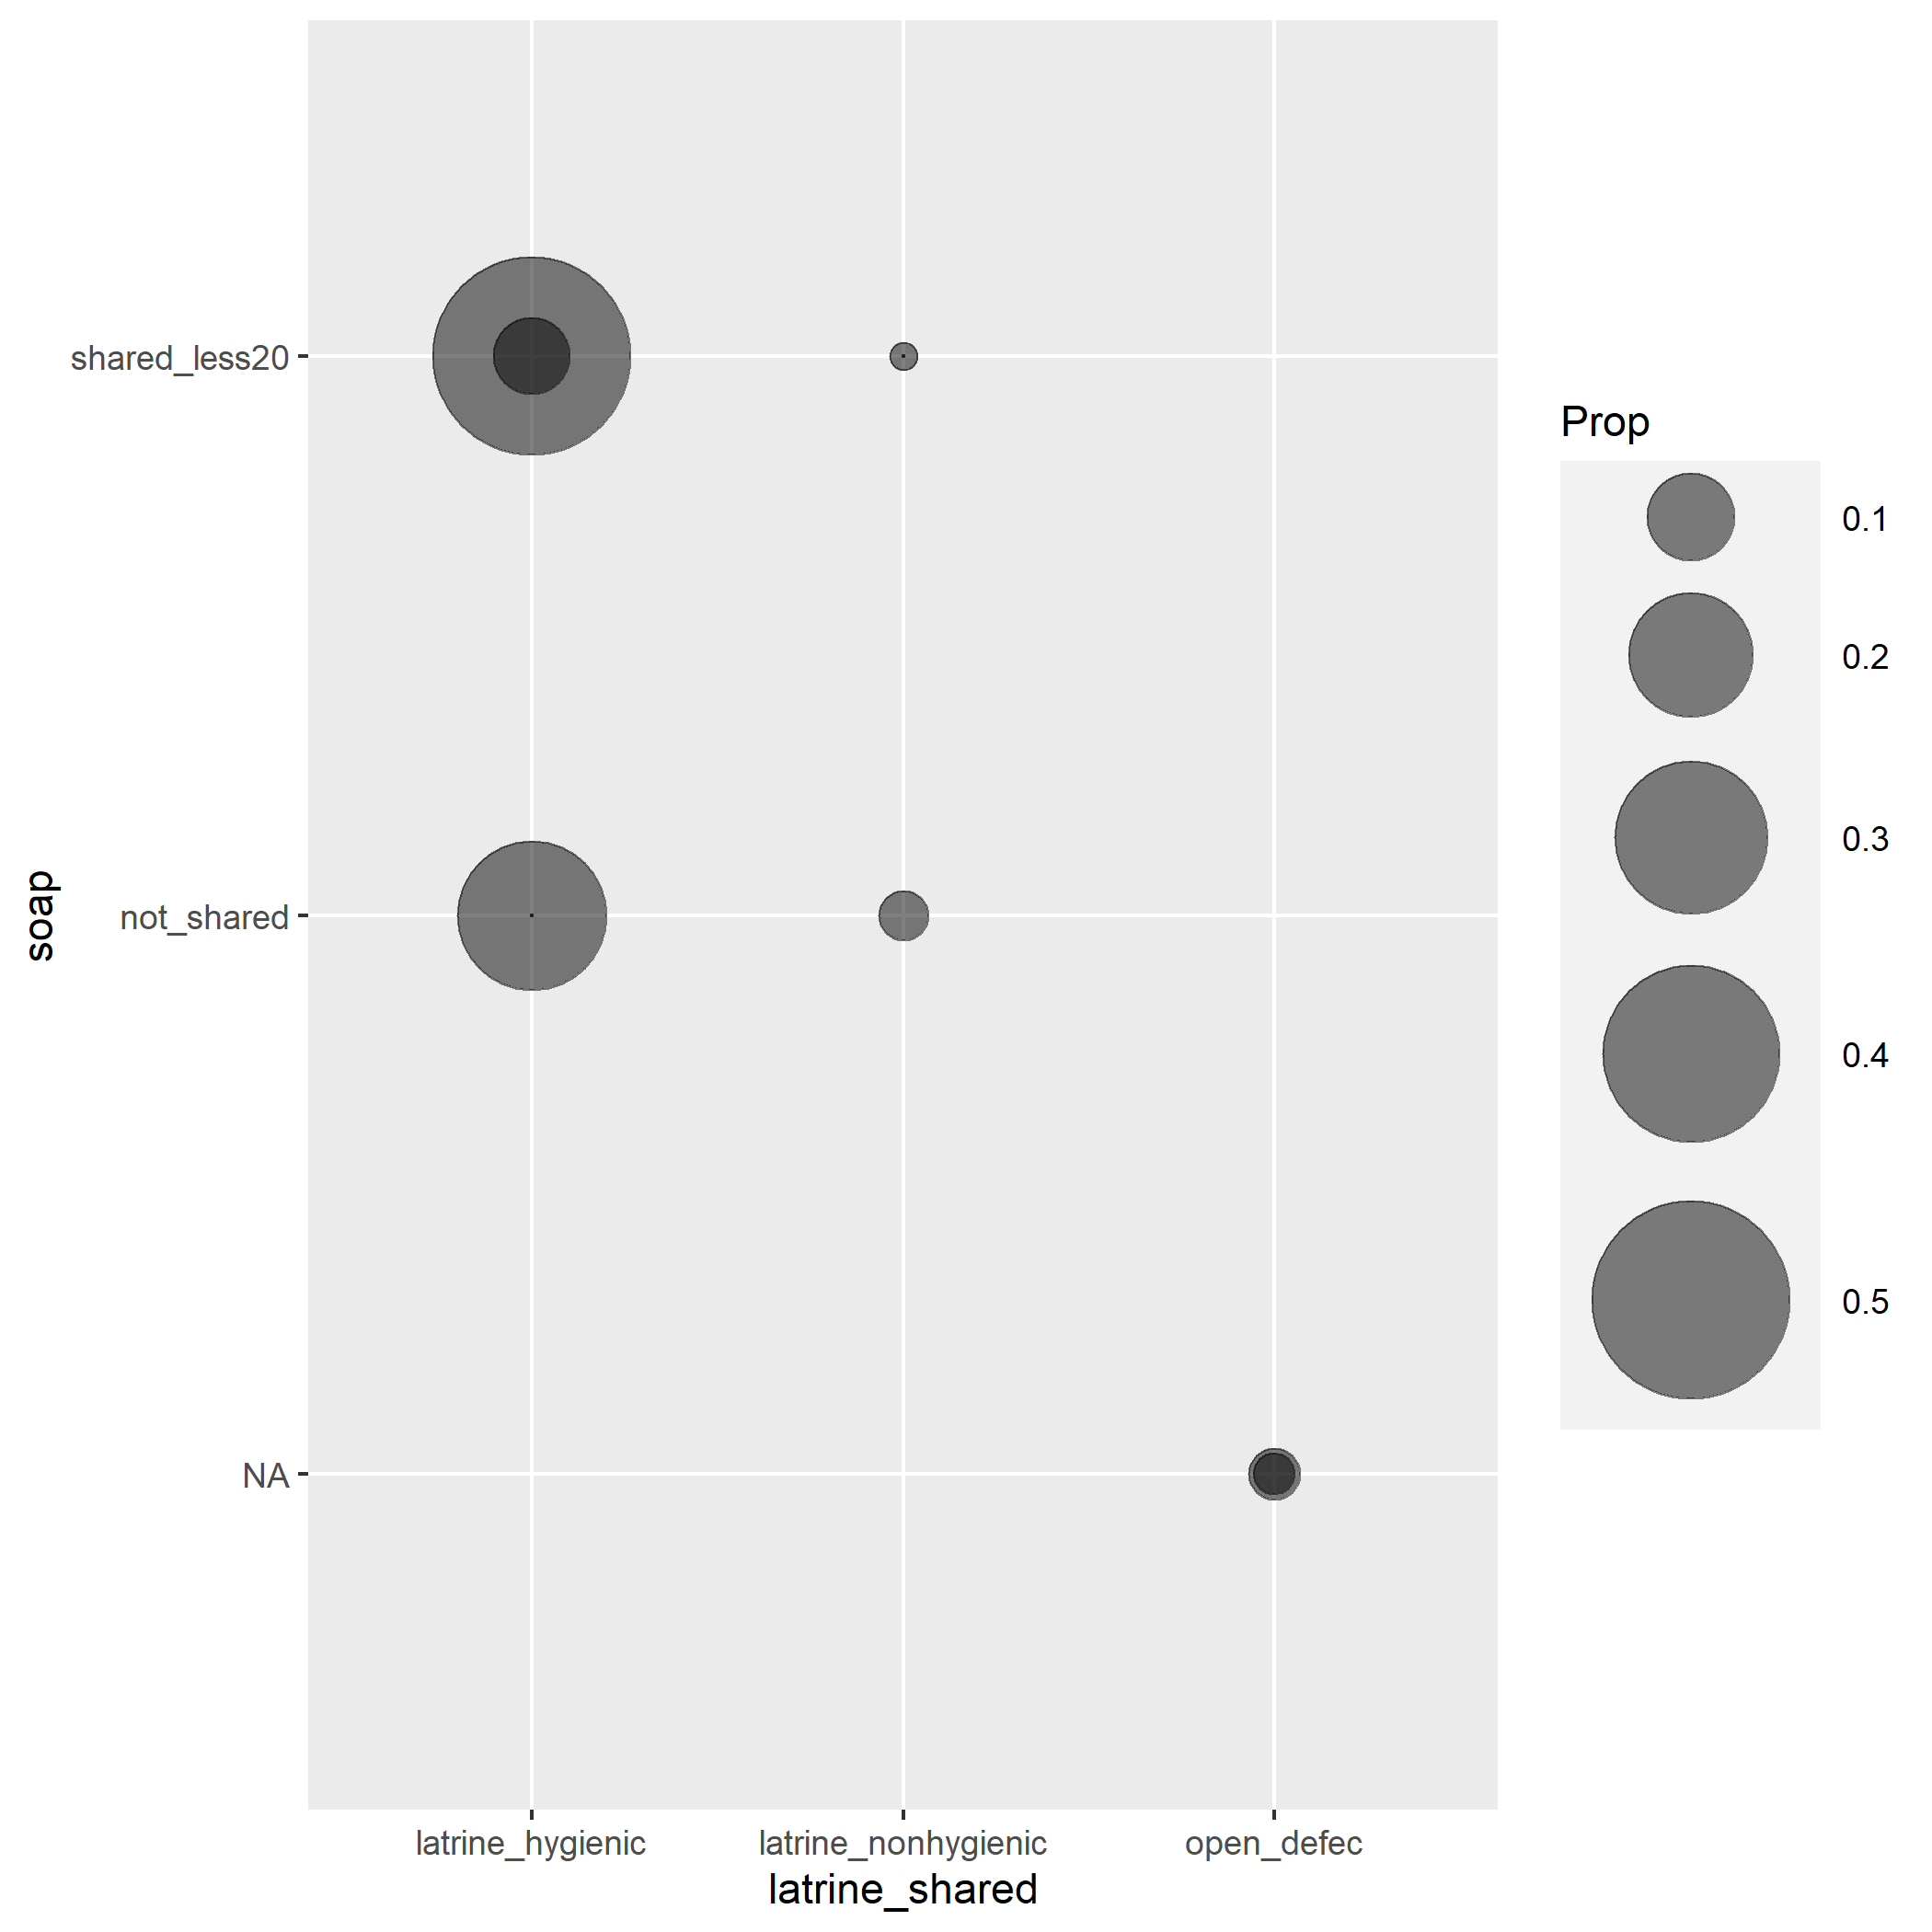 shared_less20
not_shared
NA
soap
latrine_hygienic
latrine_nonhygienic
open_defec
latrine_shared
Prop
0.1
0.2
0.3
0.4
0.5